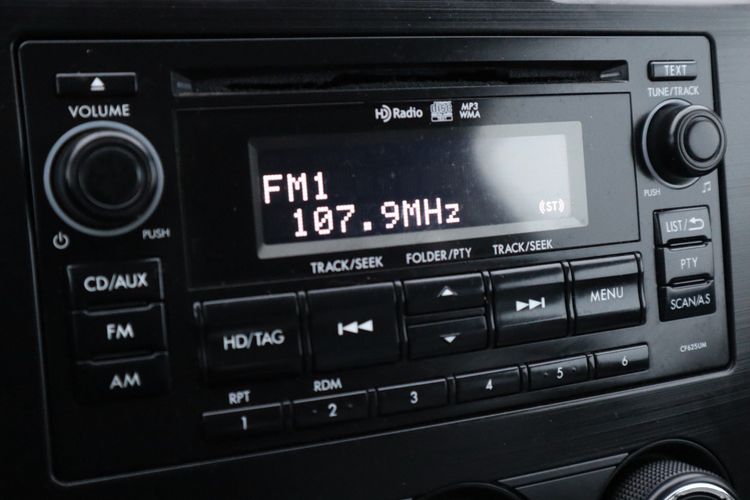 VOLUME
PUSH
CD/AUX
FM
AM
HD Radio
MP3
WMA
FM1
107.9MHz
(ST)
TRACK/SEEK
FOLDER/PTY
TRACK/SEEK
HD/TAG
MENU
RPT
RDM
1
2
3
4
5
6
TEXT
TUNE/TRACK
PUSH
LIST/
PTY
SCAN/A.S
CF625UM